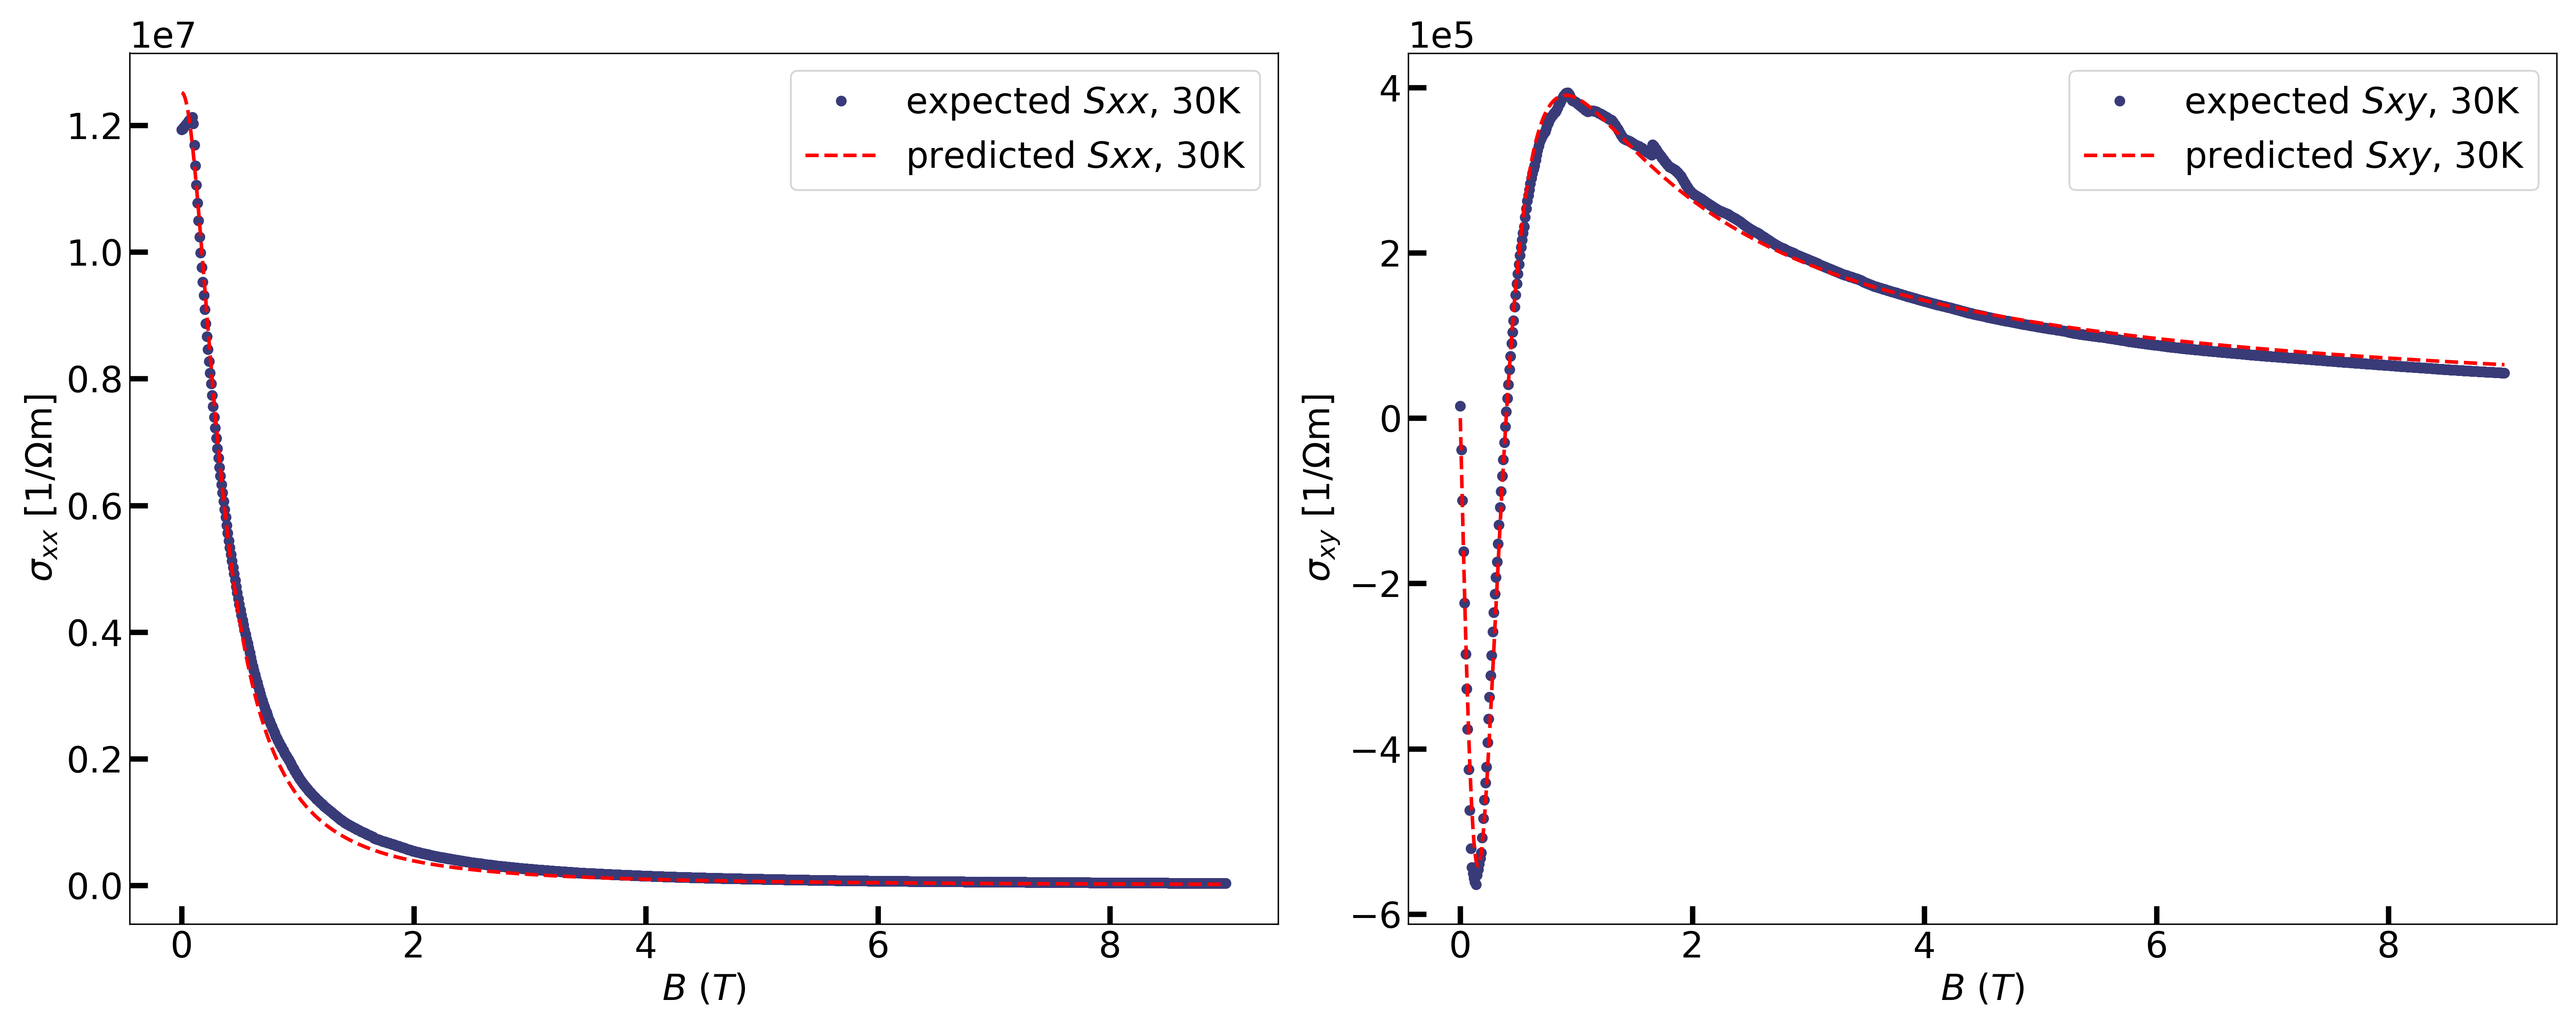 1e7
expected Sxx, 30K
predicted Sxx, 30K
1.2
1.0
0.8
0.6
0.4
0.2
0.0
σxx [1/Ωm]
0 2 4 6 8
B (T)
1e5
expected Sxy, 30K
predicted Sxy, 30K
4
2
0
−2
−4
−6
σxy [1/Ωm]
0 2 4 6 8
B (T)